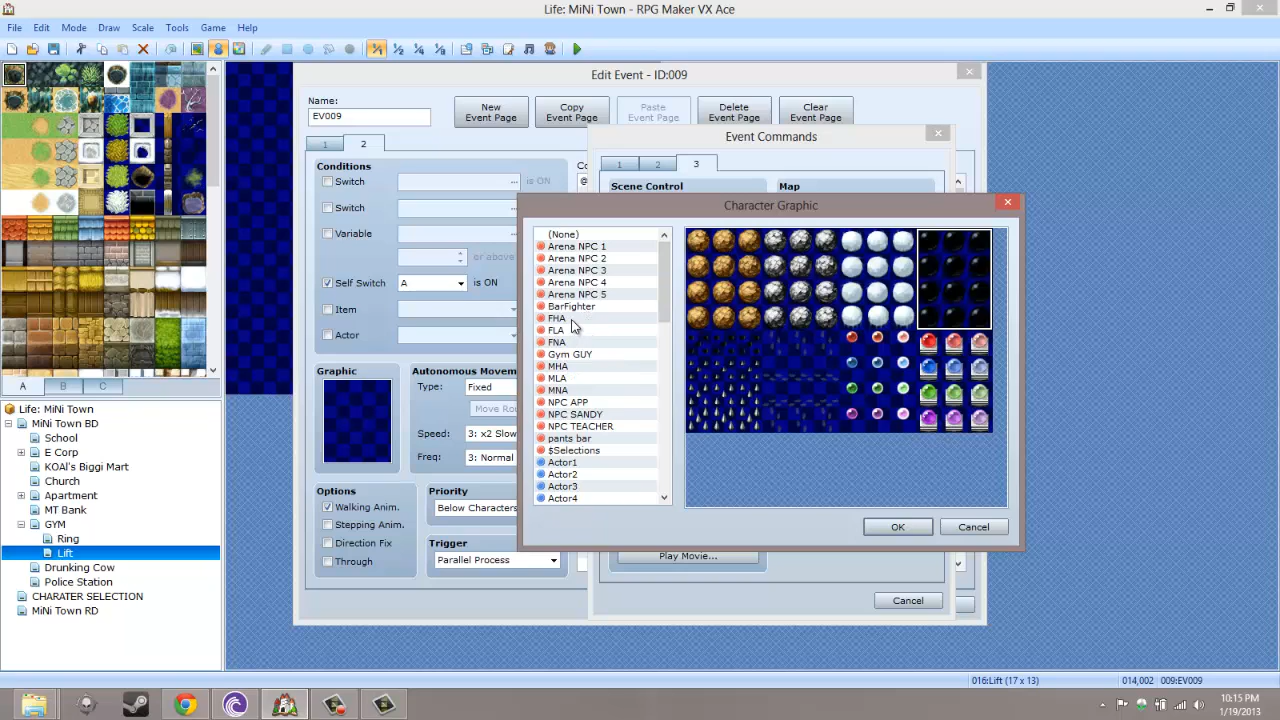 Life: MiNi Town - RPG Maker VX Ace
File Edit Mode Draw Scale Tools Game Help
Edit Event - ID:009
Name:
EV009
New Event Page
Copy Event Page
Paste Event Page
Delete Event Page
Clear Event Page
1 2
Conditions
Switch ... is ON
Switch ...
Variable ...
or above
Self Switch A is ON
Item
Actor
Graphic
Autonomous Movem
Type: Fixed
Move Rou
Speed: 3: x2 Slow
Freq: 3: Normal
Options
Walking Anim.
Stepping Anim.
Direction Fix
Through
Priority
Below Characters
Trigger
Parallel Process
Event Commands
1 2 3
Scene Control Map
Play Movie...
Cancel
Character Graphic
(None)
Arena NPC 1
Arena NPC 2
Arena NPC 3
Arena NPC 4
Arena NPC 5
BarFighter
FHA
FLA
FNA
Gym GUY
MHA
MLA
MNA
NPC APP
NPC SANDY
NPC TEACHER
pants bar
$Selections
Actor1
Actor2
Actor3
Actor4
OK Cancel
A B C
Life: MiNi Town
MiNi Town BD
School
E Corp
KOAl's Biggi Mart
Church
Apartment
MT Bank
GYM
Ring
Lift
Drunking Cow
Police Station
CHARATER SELECTION
MiNi Town RD
016:Lift (17 x 13) 014,002 009:EV009
10:15 PM
1/19/2013